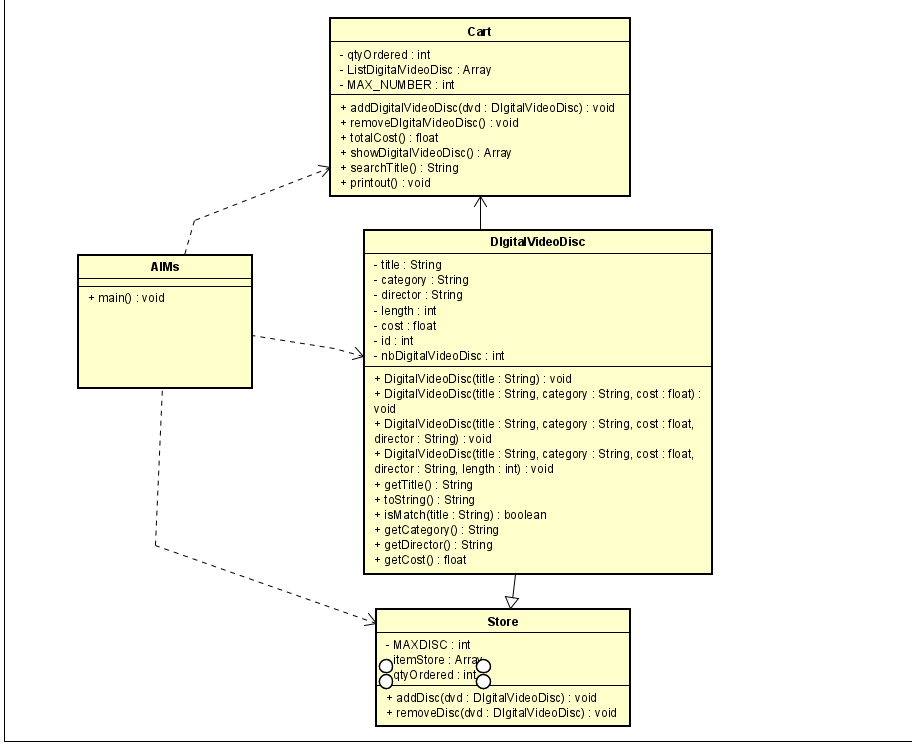 Cart
- qtyOrdered : int
- ListDigitalVideoDisc : Array
- MAX_NUMBER : int
+ addDigitalVideoDisc(dvd : DIgitalVideoDisc) : void
+ removeDIgitalVideoDisc() : void
+ totalCost() : float
+ showDigitalVideoDisc() : Array
+ searchTitle() : String
+ printout() : void
AIMs
+ main() : void
DIgitalVideoDisc
- title : String
- category : String
- director : String
- length : int
- cost : float
- id : int
- nbDigitalVideoDisc : int
+ DigitalVideoDisc(title : String) : void
+ DigitalVideoDisc(title : String, category : String, cost : float) :
void
+ DigitalVideoDisc(title : String, category : String, cost : float,
director : String) : void
+ DigitalVideoDisc(title : String, category : String, cost : float,
director : String, length : int) : void
+ getTitle() : String
+ toString() : String
+ isMatch(title : String) : boolean
+ getCategory() : String
+ getDirector() : String
+ getCost() : float
Store
- MAXDISC : int
itemStore : Array
qtyOrdered : int
+ addDisc(dvd : DIgitalVideoDisc) : void
+ removeDisc(dvd : DIgitalVideoDisc) : void